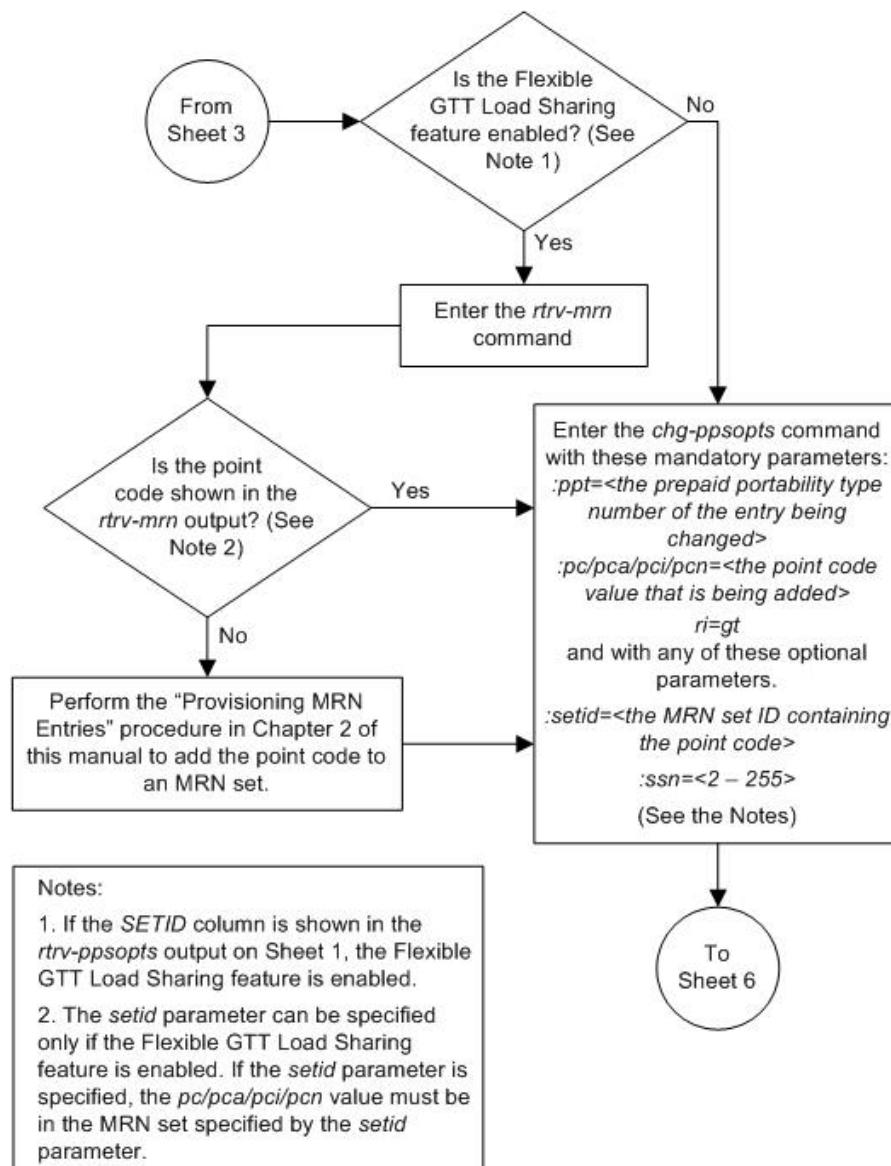 From
Sheet 3
Is the Flexible
GTT Load Sharing
feature enabled? (See
Note 1)
No
Yes
Enter the rtrv-mrn
command
Is the point
code shown in the
rtrv-mrn output? (See
Note 2)
Yes
No
Perform the “Provisioning MRN
Entries” procedure in Chapter 2 of
this manual to add the point code to
an MRN set.
Enter the chg-ppsopts command
with these mandatory parameters:
:ppt=<the prepaid portability type
number of the entry being
changed>
:pc/pca/pci/pcn=<the point code
value that is being added>
ri=gt
and with any of these optional
parameters.
:setid=<the MRN set ID containing
the point code>
:ssn=<2 – 255>
(See the Notes)
To
Sheet 6
Notes:
1. If the SETID column is shown in the
rtrv-ppsopts output on Sheet 1, the Flexible
GTT Load Sharing feature is enabled.
2. The setid parameter can be specified
only if the Flexible GTT Load Sharing
feature is enabled. If the setid parameter is
specified, the pc/pca/pci/pcn value must be
in the MRN set specified by the setid
parameter.